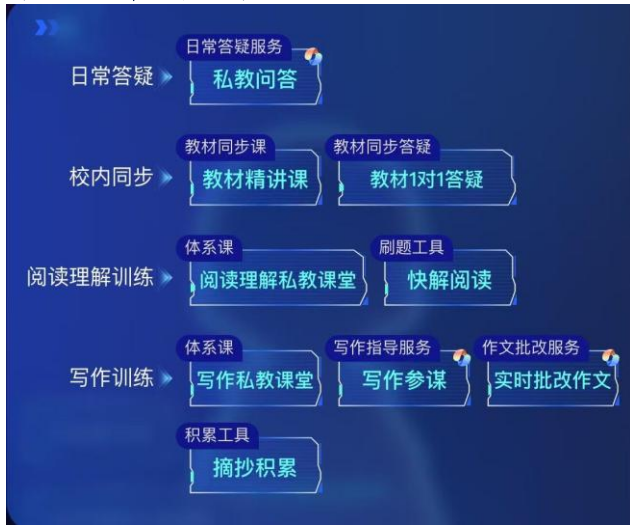 日常答疑服务
日常答疑 私教问答
教材同步课 教材同步答疑
校内同步 教材精讲课 教材1对1答疑
体系课 刷题工具
阅读理解训练 阅读理解私教课堂 快解阅读
体系课 写作指导服务 作文批改服务
写作训练 写作私教课堂 写作参谋 实时批改作文
积累工具
摘抄积累